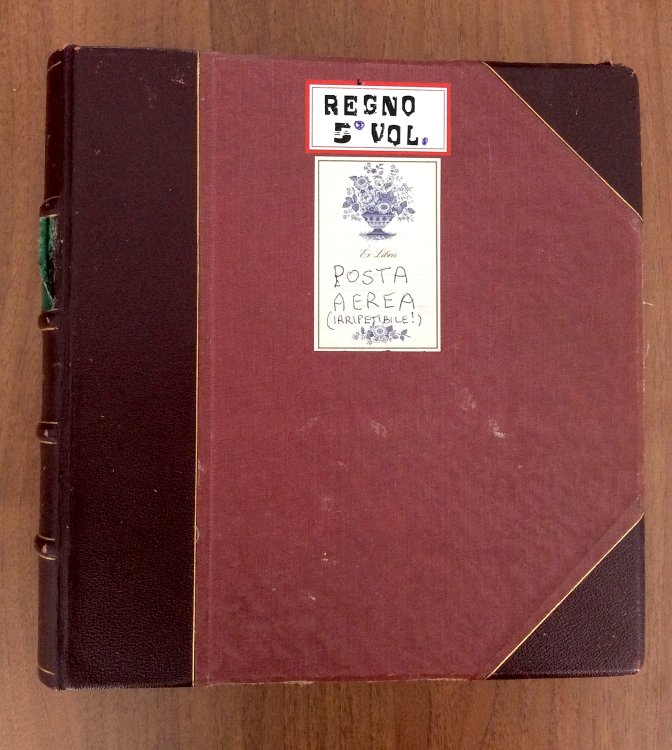 REGNO
5° VOL.
Ex Libris
POSTA
AEREA
(IRRIPETIBILE!)